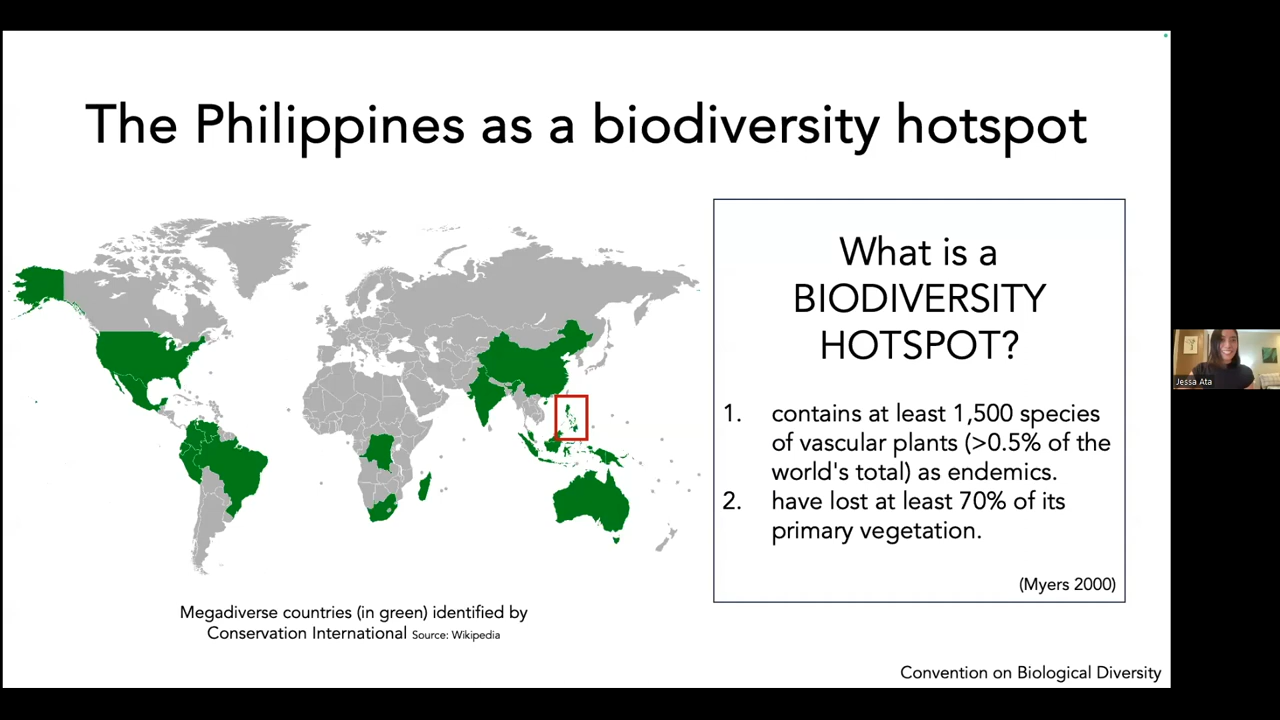 The Philippines as a biodiversity hotspot
What is a
BIODIVERSITY
HOTSPOT?
1. contains at least 1,500 species
of vascular plants (>0.5% of the
world's total) as endemics.
2. have lost at least 70% of its
primary vegetation.
(Myers 2000)
Megadiverse countries (in green) identified by
Conservation International Source: Wikipedia
Convention on Biological Diversity
Jessa Ata